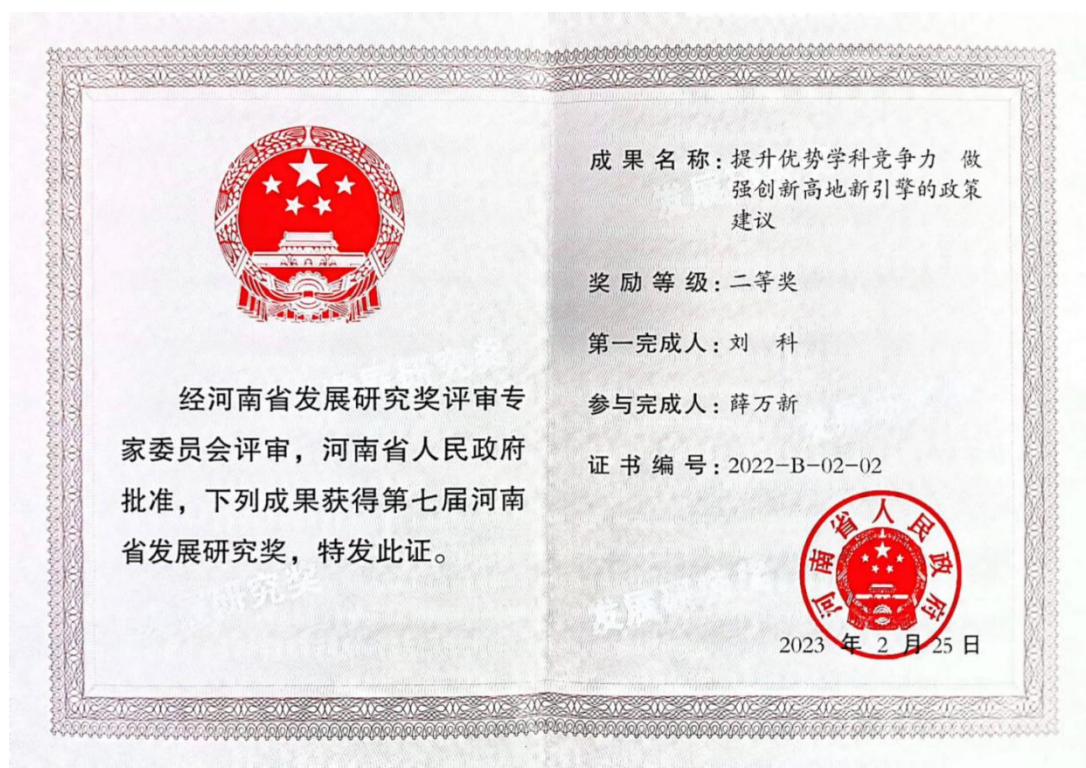 经河南省发展研究奖评审专
家委员会评审，河南省人民政府
批准，下列成果获得第七届河南
省发展研究奖，特发此证。
成果名称：提升优势学科竞争力　做
强创新高地新引擎的政策
建议
奖励等级：二等奖
第一完成人：刘　科
参与完成人：薛万新
证书编号：2022-B-02-02
河南省人民政府
2023 年 2 月 25 日
研究奖